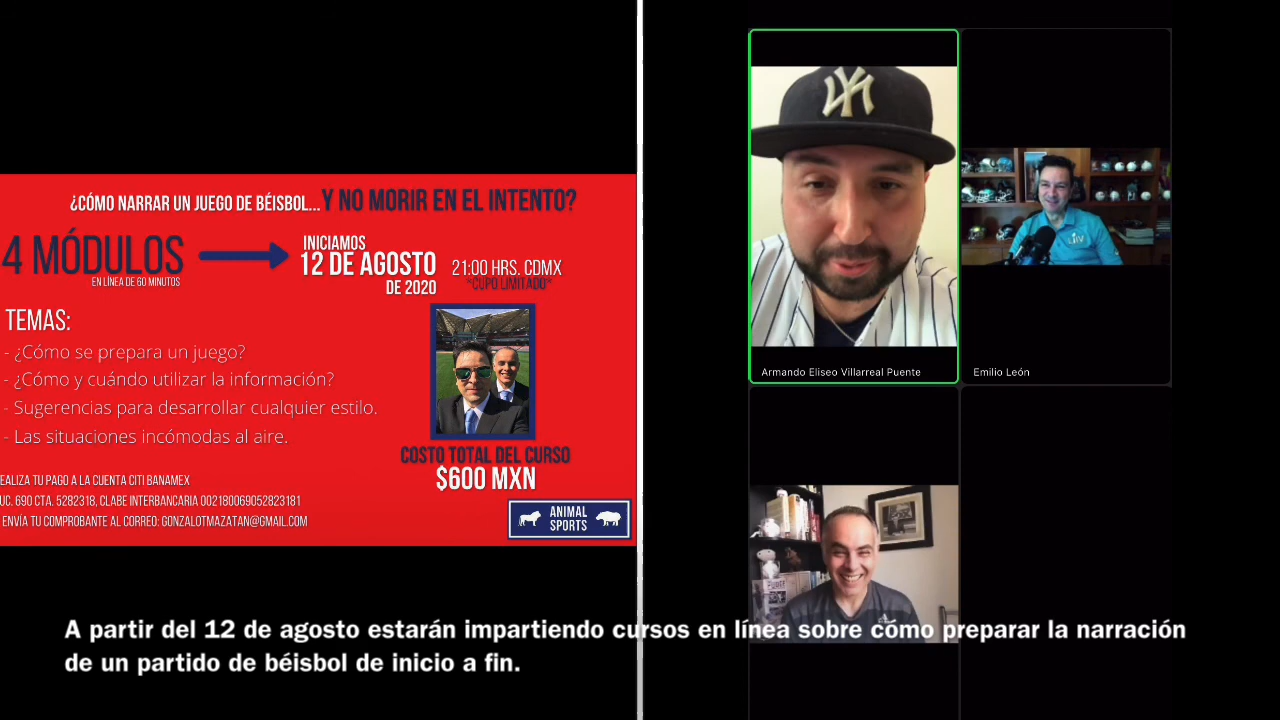 ¿CÓMO NARRAR UN JUEGO DE BÉISBOL...Y NO MORIR EN EL INTENTO?
4 MÓDULOS
EN LÍNEA DE 60 MINUTOS
INICIAMOS
12 DE AGOSTO
DE 2020
21:00 HRS. CDMX
*CUPO LIMITADO*
TEMAS:
- ¿Cómo se prepara un juego?
- ¿Cómo y cuándo utilizar la información?
- Sugerencias para desarrollar cualquier estilo.
- Las situaciones incómodas al aire.
COSTO TOTAL DEL CURSO
$600 MXN
EALIZA TU PAGO A LA CUENTA CITI BANAMEX
UC. 690 CTA. 5282318, CLABE INTERBANCARIA 002180069052823181
ENVÍA TU COMPROBANTE AL CORREO: GONZALOTMAZATAN@GMAIL.COM
ANIMAL
SPORTS
Armando Eliseo Villarreal Puente
Emilio León
A partir del 12 de agosto estarán impartiendo cursos en línea sobre cómo preparar la narración
de un partido de béisbol de inicio a fin.